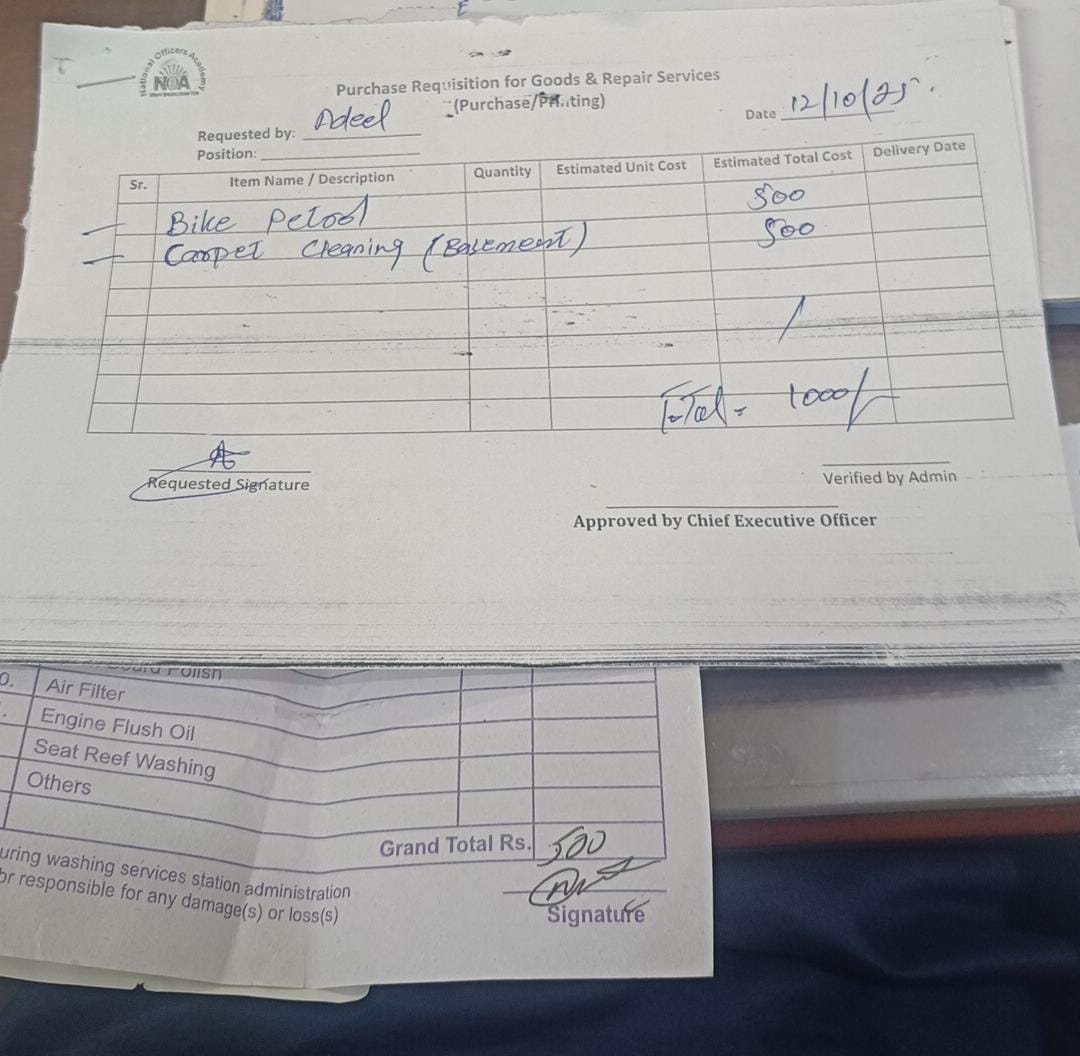 National Officers Academy
NOA
Purchase Requisition for Goods & Repair Services
(Purchase/Printing)
Requested by: Adeel
Date 12/10/25
Position:
Sr. Item Name / Description Quantity Estimated Unit Cost Estimated Total Cost Delivery Date
Bike Petool 500
Carpet Cleaning (Basement) 500
Total = 1000/
Requested Signature
Verified by Admin
Approved by Chief Executive Officer
Polish
0. Air Filter
Engine Flush Oil
Seat Reef Washing
Others
Grand Total Rs. 500
uring washing services station administration
or responsible for any damage(s) or loss(s)
Signature